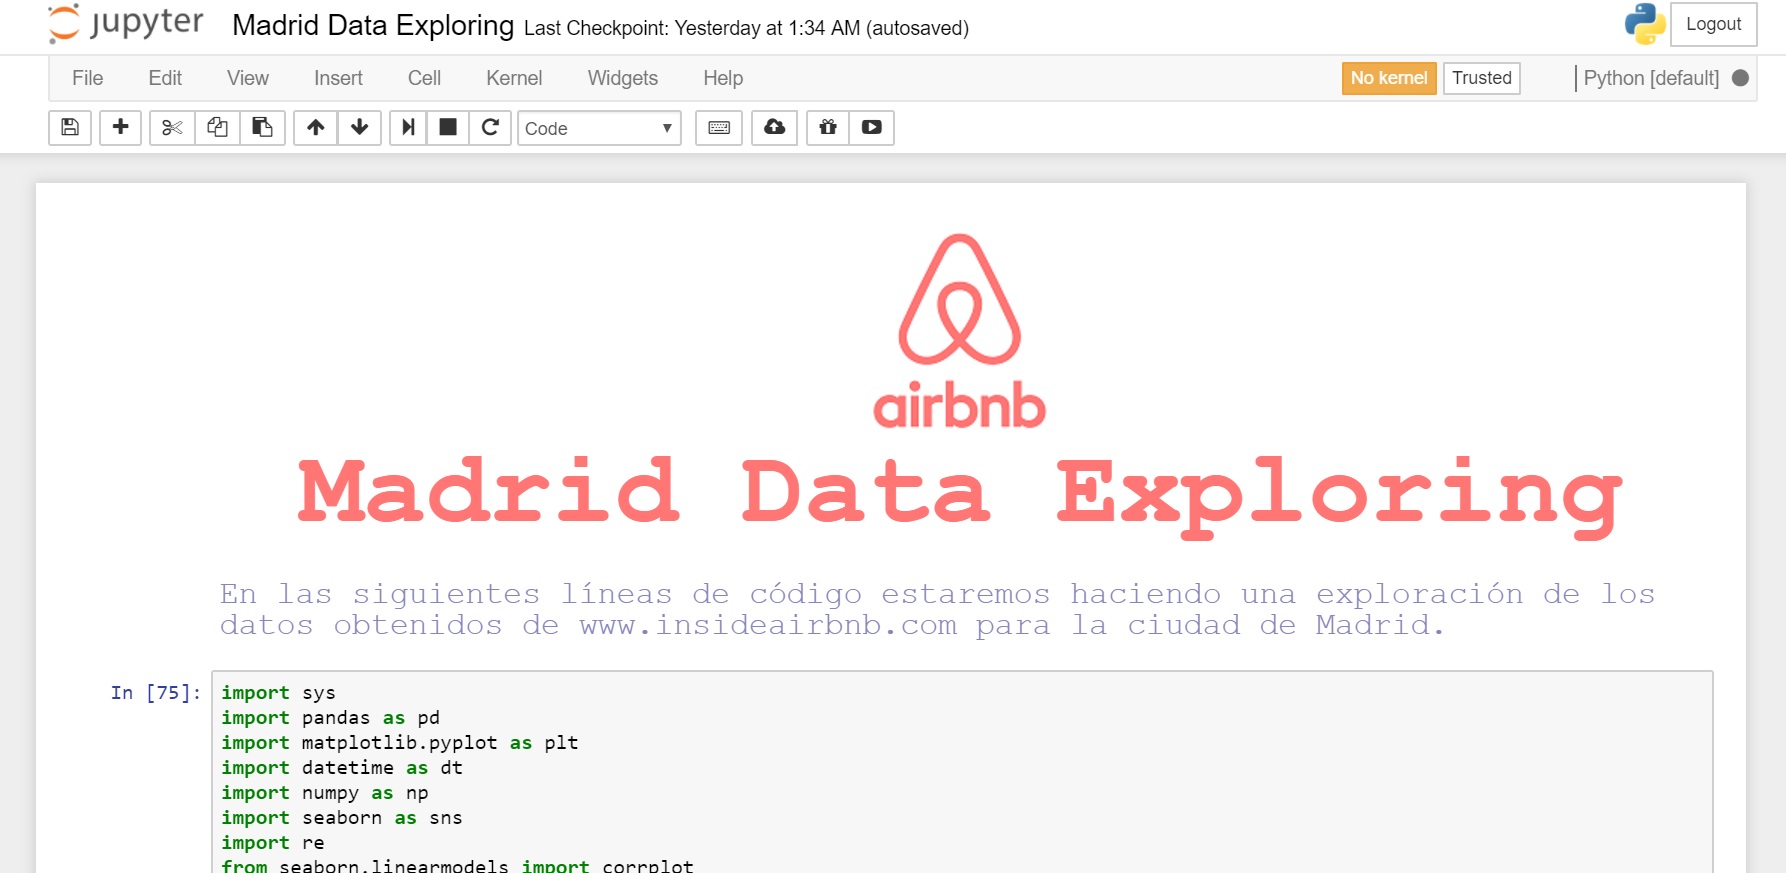 jupyter Madrid Data Exploring Last Checkpoint: Yesterday at 1:34 AM (autosaved) Logout
File Edit View Insert Cell Kernel Widgets Help No kernel Trusted Python [default]
Code
airbnb
Madrid Data Exploring
En las siguientes líneas de código estaremos haciendo una exploración de los
datos obtenidos de www.insideairbnb.com para la ciudad de Madrid.
In [75]: import sys
import pandas as pd
import matplotlib.pyplot as plt
import datetime as dt
import numpy as np
import seaborn as sns
import re
from seaborn.linearmodels import corrplot